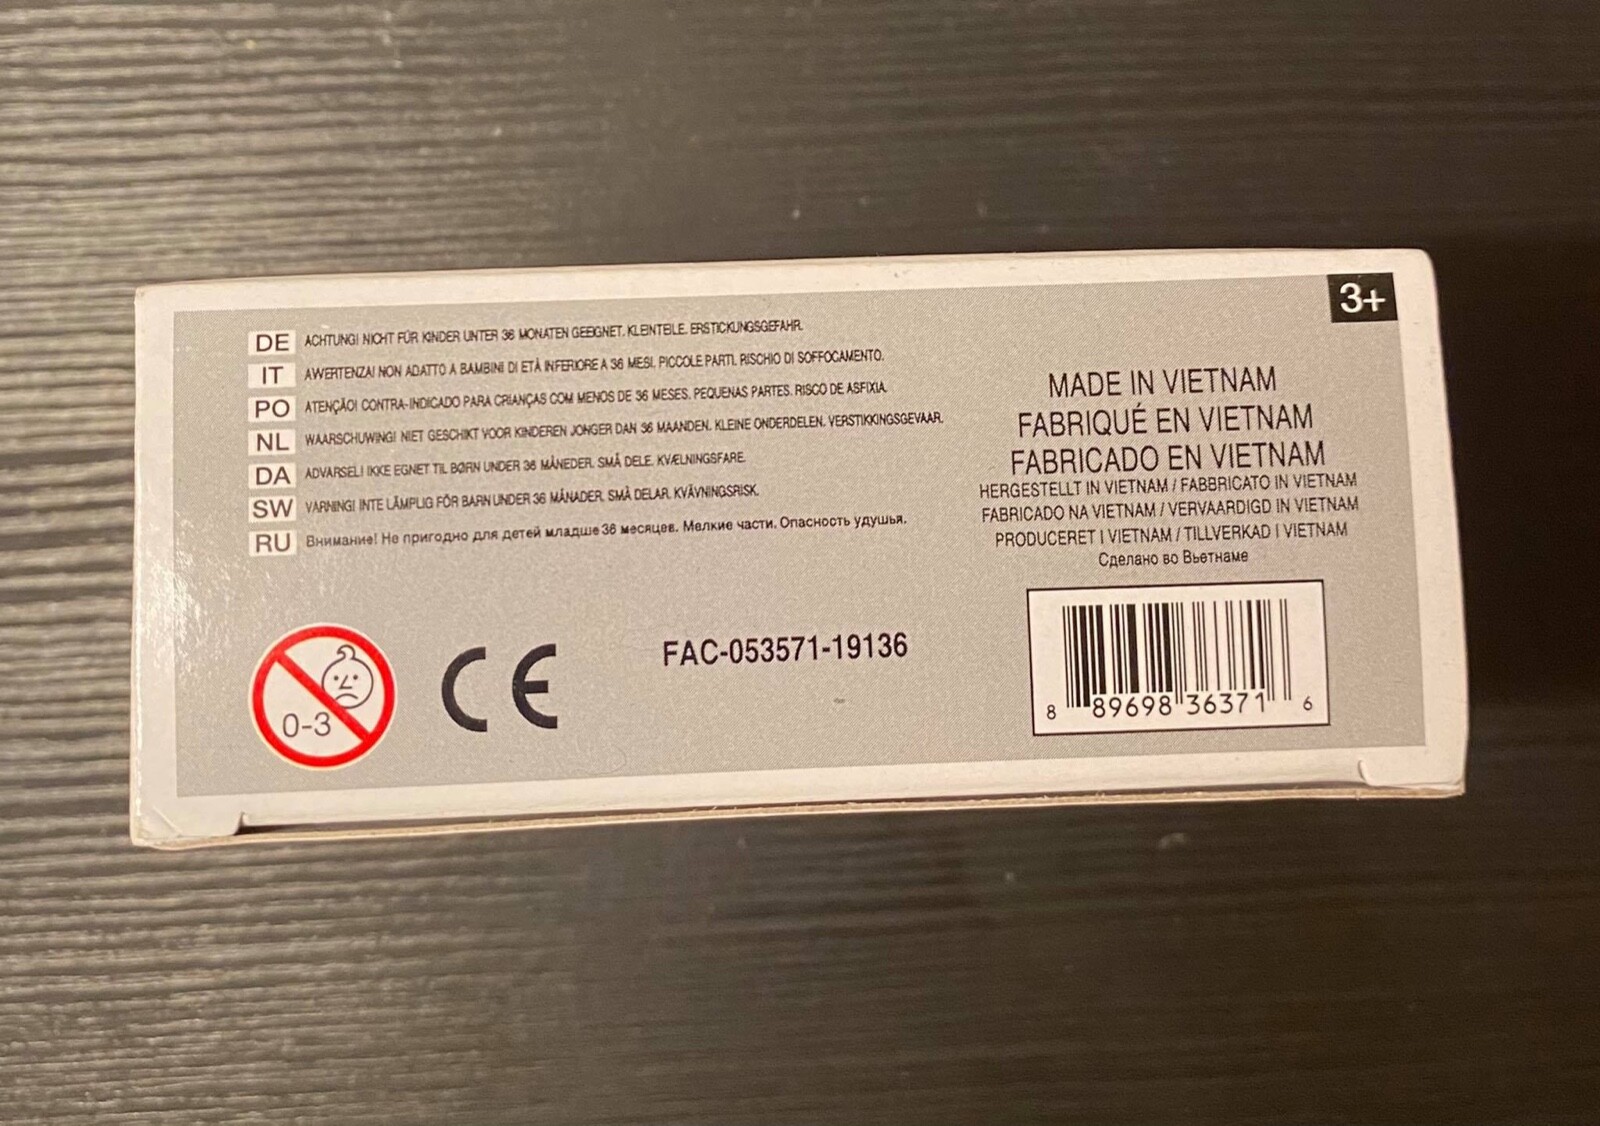 3+
DE ACHTUNG! NICHT FÜR KINDER UNTER 36 MONATEN GEEIGNET. KLEINTEILE. ERSTICKUNGSGEFAHR.
IT AWERTENZA! NON ADATTO A BAMBINI DI ETÀ INFERIORE A 36 MESI. PICCOLE PARTI. RISCHIO DI SOFFOCAMENTO.
PO ATENÇÃO! CONTRA-INDICADO PARA CRIANÇAS COM MENOS DE 36 MESES. PEQUENAS PARTES. RISCO DE ASFIXIA.
NL WAARSCHUWING! NIET GESCHIKT VOOR KINDEREN JONGER DAN 36 MAANDEN. KLEINE ONDERDELEN. VERSTIKKINGSGEVAAR.
DA ADVARSEL! IKKE EGNET TIL BØRN UNDER 36 MÅNEDER. SMÅ DELE. KVÆLNINGSFARE.
SW VARNING! INTE LÄMPLIG FÖR BARN UNDER 36 MÅNADER. SMÅ DELAR. KVÄVNINGSRISK.
RU Внимание! Не пригодно для детей младше 36 месяцев. Мелкие части. Опасность удушья.
MADE IN VIETNAM
FABRIQUÉ EN VIETNAM
FABRICADO EN VIETNAM
HERGESTELLT IN VIETNAM / FABBRICATO IN VIETNAM
FABRICADO NA VIETNAM / VERVAARDIGD IN VIETNAM
PRODUCERET I VIETNAM / TILLVERKAD I VIETNAM
Сделано во Вьетнаме
0-3
CE
FAC-053571-19136
8 89698 36371 6